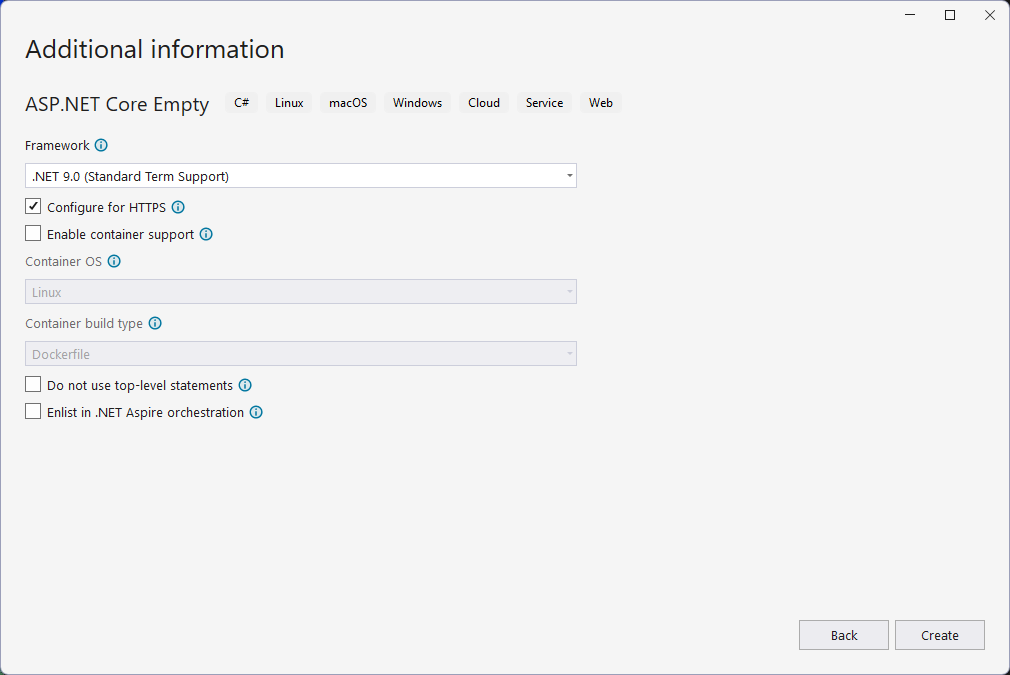 Additional information
ASP.NET Core Empty C# Linux macOS Windows Cloud Service Web
Framework
.NET 9.0 (Standard Term Support)
Configure for HTTPS
Enable container support
Container OS
Linux
Container build type
Dockerfile
Do not use top-level statements
Enlist in .NET Aspire orchestration
Back Create